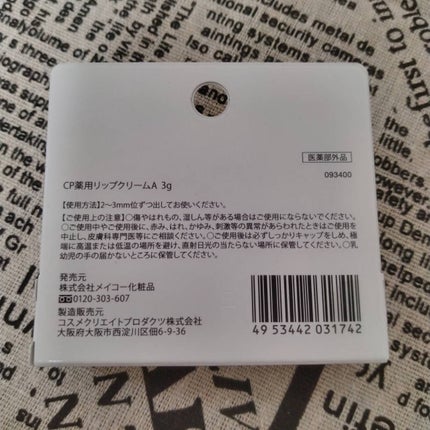 医薬部外品
093400
CP薬用リップクリームA 3g
【使用方法】2～3mm位ずつ出してお使いください。
【ご使用上の注意】○傷やはれもの、湿しん等がある場合はご使用にならないでください。
○ご使用中やご使用後に、赤み、はれ、かゆみ、刺激等の異常があらわれたときはご使用を中
止し、皮膚科専門医等にご相談ください。○ご使用後は必ずしっかりキャップをしめ、極
端に高温または低温の場所を避け、直射日光の当たらない場所に保管してください。○乳
幼児の手の届かないところに保管してください。
発売元
株式会社メイコー化粧品
0120-303-607
製造販売元
コスメクリエイトプロダクツ株式会社
大阪府大阪市西淀川区佃6-9-36
4 953442 031742